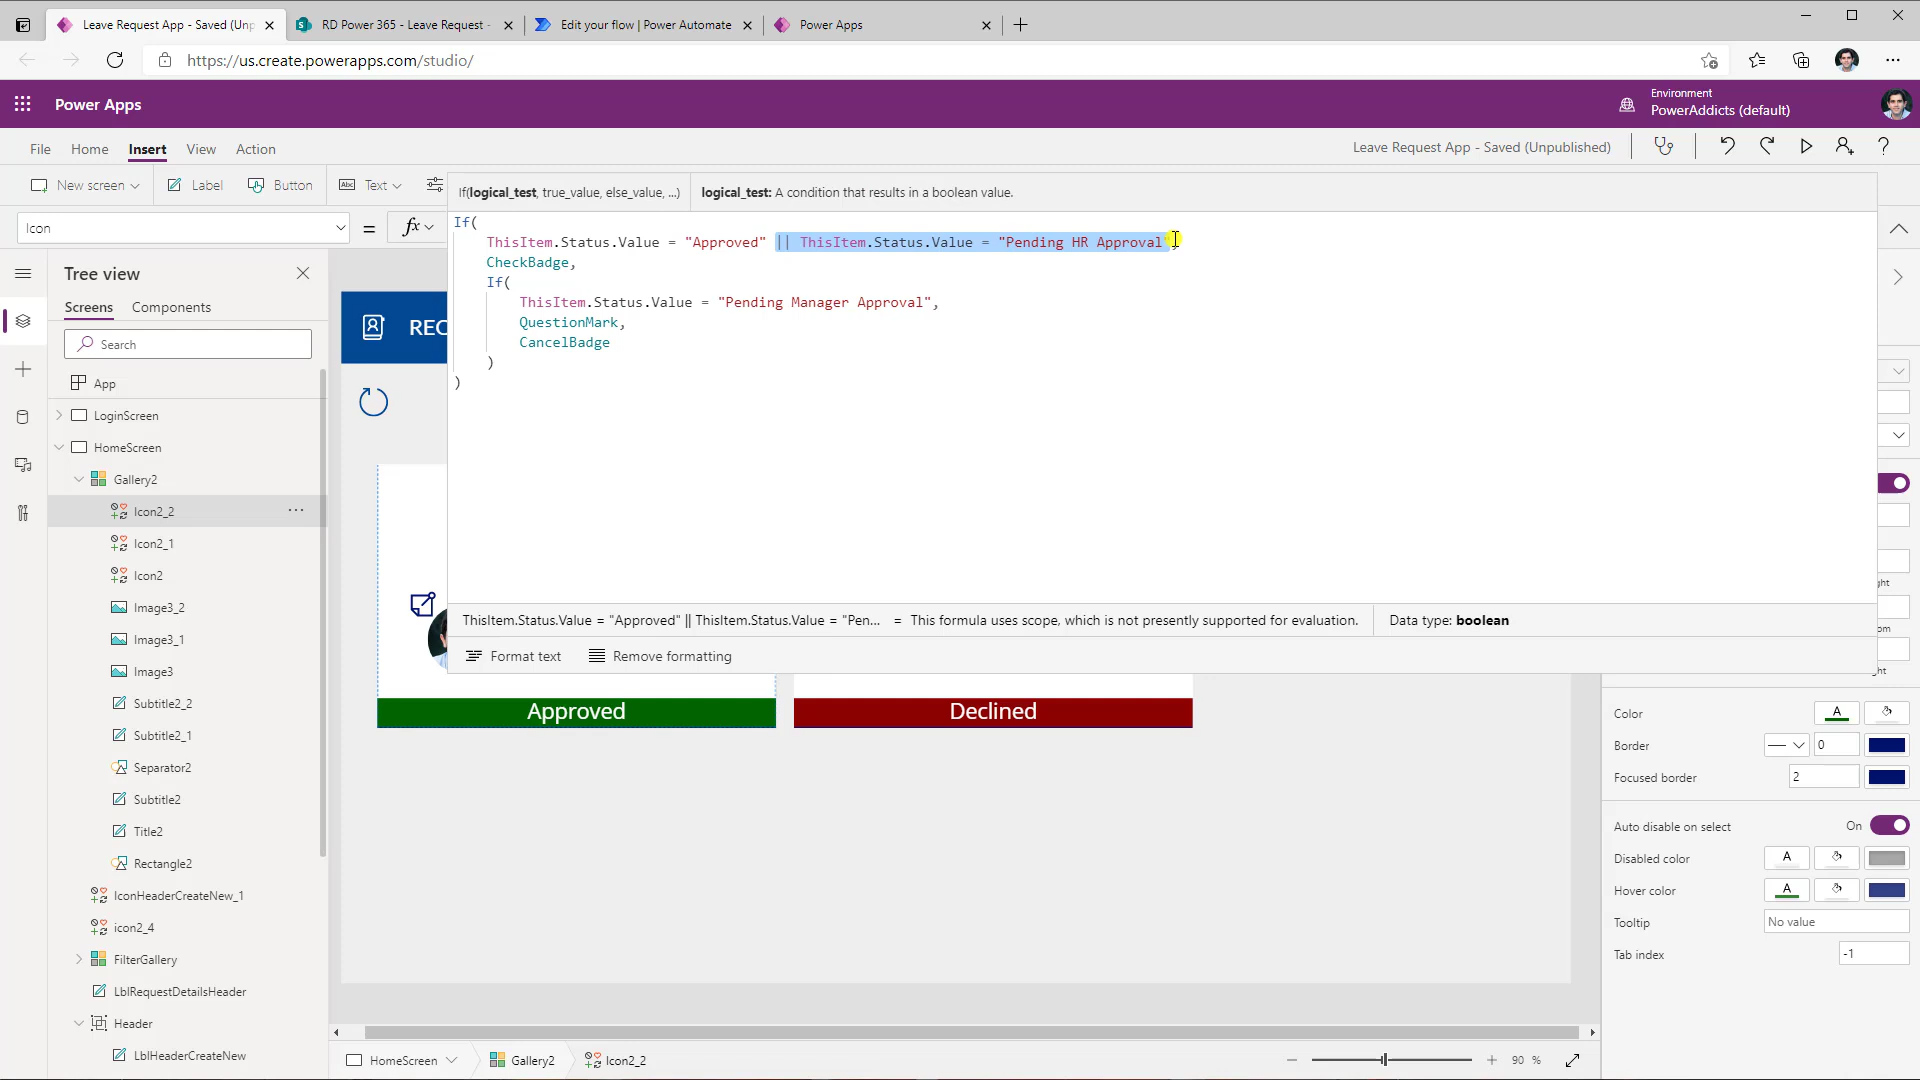 Leave Request App - Saved (Unp
RD Power 365 - Leave Request -
Edit your flow | Power Automate
Power Apps
https://us.create.powerapps.com/studio/
Power Apps
Environment
PowerAddicts (default)
File
Home
Insert
View
Action
Leave Request App - Saved (Unpublished)
New screen
Label
Button
Abc
Text
If(logical_test, true_value, else_value, ...)
logical_test: A condition that results in a boolean value.
Icon
=
fx
If(
ThisItem.Status.Value = "Approved" || ThisItem.Status.Value = "Pending HR Approval",
CheckBadge,
If(
ThisItem.Status.Value = "Pending Manager Approval",
QuestionMark,
CancelBadge
)
)
Tree view
Screens
Components
Search
App
LoginScreen
HomeScreen
Gallery2
Icon2_2
Icon2_1
Icon2
Image3_2
Image3_1
Image3
Subtitle2_2
Subtitle2_1
Separator2
Subtitle2
Title2
Rectangle2
IconHeaderCreateNew_1
icon2_4
FilterGallery
LblRequestDetailsHeader
Header
LblHeaderCreateNew
REC
ThisItem.Status.Value = "Approved" || ThisItem.Status.Value = "Pen... = This formula uses scope, which is not presently supported for evaluation.
Data type: boolean
Format text
Remove formatting
Approved
Declined
ght
om
ght
Color
A
Border
0
Focused border
2
Auto disable on select
On
Disabled color
A
Hover color
A
Tooltip
No value
Tab index
-1
HomeScreen
Gallery2
Icon2_2
90 %